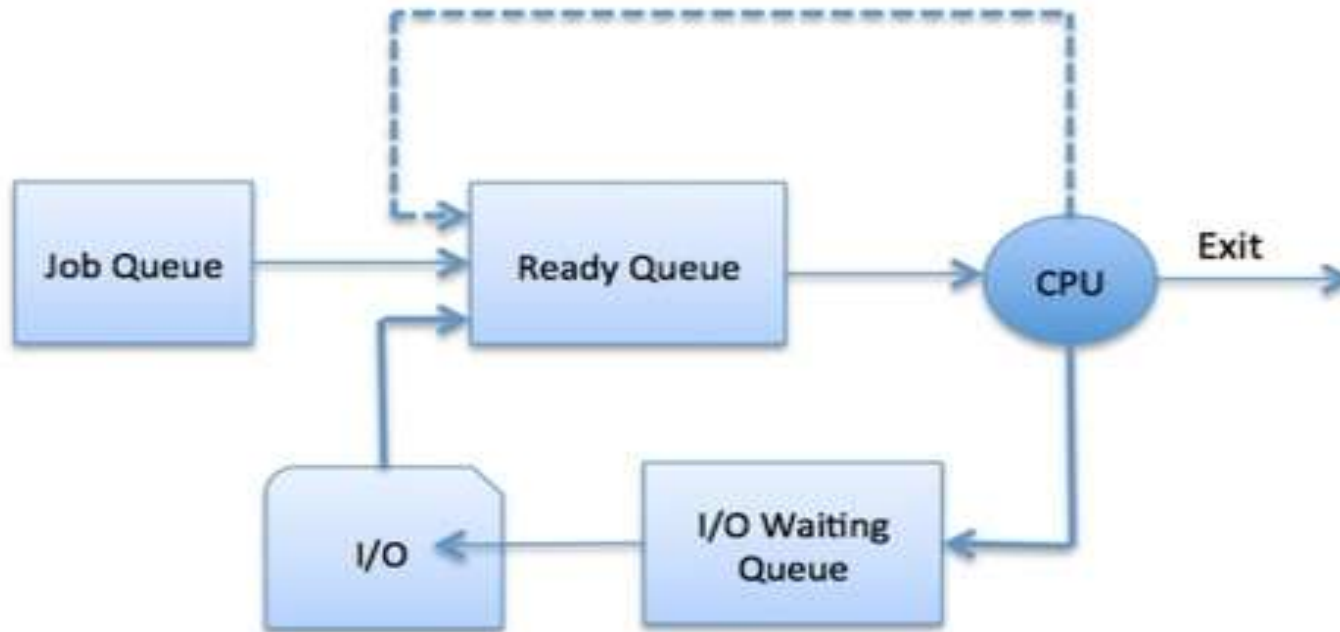 Job Queue
Ready Queue
CPU
Exit
I/O
I/O Waiting
Queue